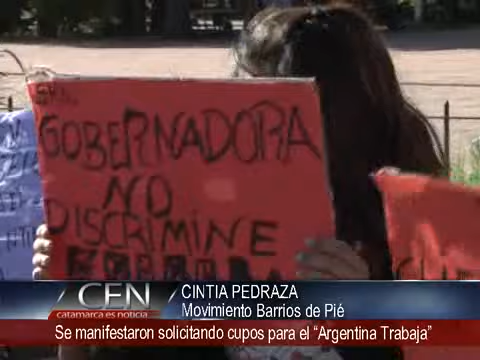 SRA.
GOBERNADORA
NO
DISCRIMINE
CEN
catamarca es noticia
CINTIA PEDRAZA
Movimiento Barrios de Pié
Se manifestaron solicitando cupos para el “Argentina Trabaja”